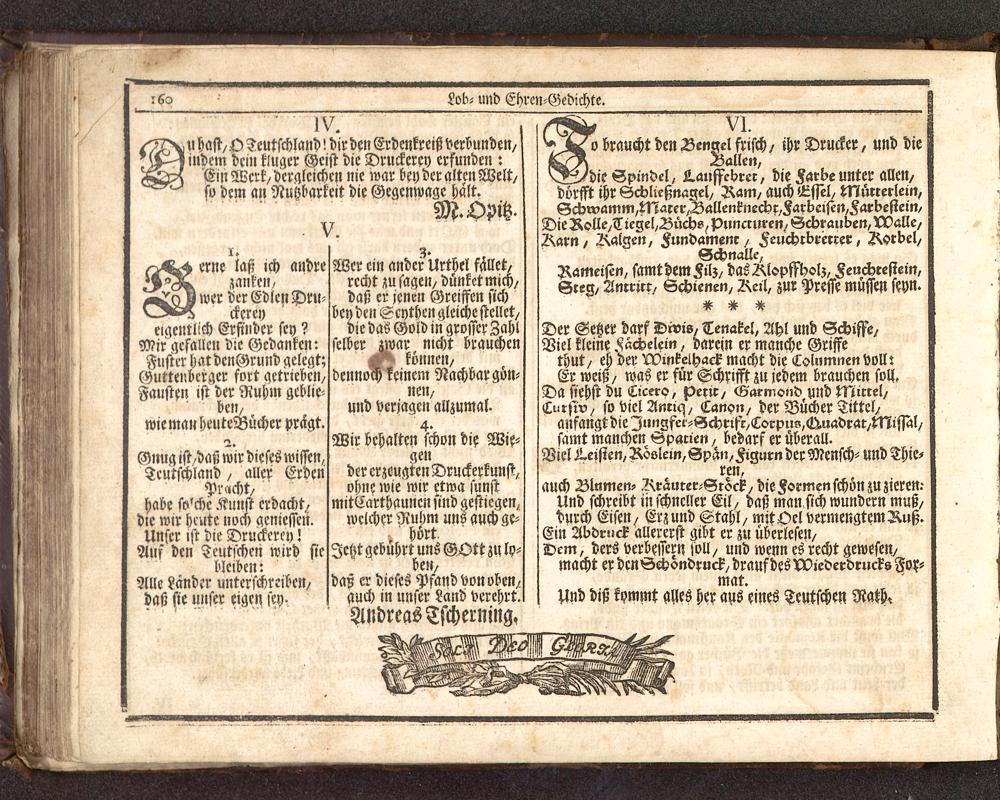 160
Lob- und Ehren-Gedichte.
IV.
Du hast, O Teutschland! dir den Erdenkreiß verbunden,
indem dein kluger Geist die Druckerey erfunden:
Ein Werk, dergleichen nie war bey der alten Welt,
so dem an Nutzbarkeit die Gegenwage hält.
M. Opitz.
V.
1.
Gerne laß ich andre
zanken,
wer der Edlen Dru-
ckerey
eigentlich Erfinder sey?
Mir gefallen die Gedanken:
Fuster hat den Grund gelegt;
Guttenberger fort getrieben,
Fausten ist der Ruhm geblie-
ben,
wie man heute Bücher prägt.
2.
Gnug ist, daß wir dieses wissen,
Teutschland, aller Erden
Pracht,
habe solche Kunst erdacht,
die wir heute noch geniessen.
Unser ist die Druckerey!
Auf den Teutschen wird sie
bleiben:
Alle Länder unterschreiben,
daß sie unser eigen sey.
3.
Wer ein ander Urthel fället,
recht zu sagen, dünket mich,
daß er jenen Greiffen sich
bey den Scythen gleiche stellet,
die das Gold in grosser Zahl
selber zwar nicht brauchen
können,
dennoch keinem Nachbar gön-
nen,
und verjagen allzumal.
4.
Wir behalten schon die Wie-
gen
der erzeugten Druckerkunst,
ohne wie wir etwa sunst
mit Carthaunen sind gestiegen,
welcher Ruhm uns auch ge-
hört.
Jetzt gebührt uns GOtt zu lo-
ben,
daß er dieses Pfand von oben,
auch in unser Land verehrt.
Andreas Tscherning.
VI.
So braucht den Bengel frisch, ihr Drucker, und die
Ballen,
die Spindel, Lauffebret, die Farbe unter allen,
dörfft ihr Schließnagel, Ram, auch Essel, Mütterlein,
Schwamm, Mater, Ballenknecht, Farbeisen, Farbestein,
Die Rolle, Tiegel, Büchs, Puncturen, Schrauben, Walle,
Karn, Kalgen, Fundament, Feuchtbretter, Korbel,
Schnalle,
Rameisen, samt dem Filz, das Klopffholz, Feuchtestein,
Steg, Antritt, Schienen, Keil, zur Presse müssen seyn.
* * *
Der Setzer darf Divis, Tenakel, Ahl und Schiffe,
Viel kleine Fächelein, darein er manche Griffe
thut, eh der Winkelhack macht die Columnen voll:
Er weiß, was er für Schrifft zu jedem brauchen soll.
Da siehst du Cicero, Petit, Garmond und Mittel,
Cursiv, so viel Antiq, Canon, der Bücher Tittel,
anfangt die Jungfer-Schrift, Corpus, Quadrat, Missal,
samt manchen Spatien, bedarf er überall.
Viel Leisten, Röslein, Spän, Figurn der Mensch- und Thie-
ren,
auch Blumen- Kräuter-Stöck, die Formen schön zu zieren:
Und schreibt in schneller Eil, daß man sich wundern muß,
durch Eisen, Erz und Stahl, mit Oel vermengtem Ruß.
Ein Abdruck allererst gibt er zu überlesen,
Dem, ders verbessern soll, und wenn es recht gewesen,
macht er den Schöndruck, drauf des Wiederdrucks For-
mat.
Und diß kommt alles her aus eines Teutschen Rath.
SOLI DEO GLORIA